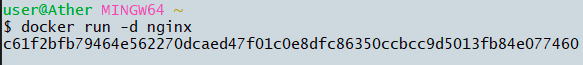 user@Ather MINGW64 ~
$ docker run -d nginx
c61f2bfb79464e562270dcaed47f01c0e8dfc86350ccbcc9d5013fb84e077460